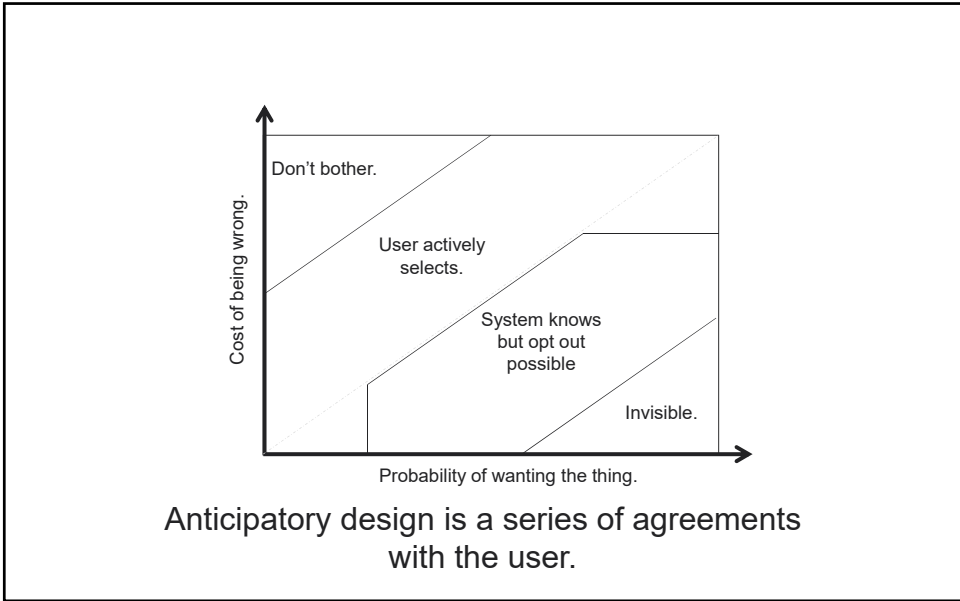 Don't bother.
Cost of being wrong.
User actively
selects.
System knows
but opt out
possible
Invisible.
Probability of wanting the thing.
Anticipatory design is a series of agreements
with the user.